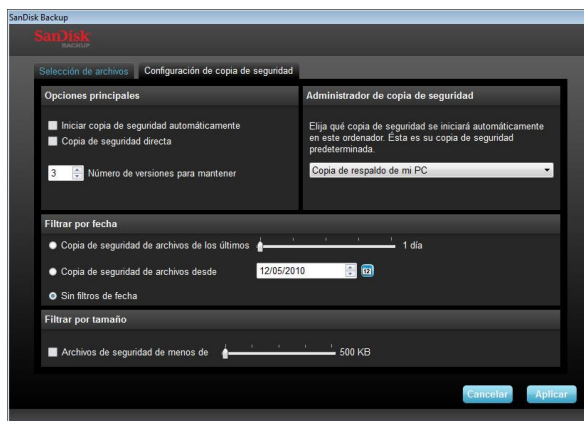 SanDisk Backup
SanDisk
BACKUP
Selección de archivos
Configuración de copia de seguridad
Opciones principales
Iniciar copia de seguridad automáticamente
Copia de seguridad directa
3 Número de versiones para mantener
Administrador de copia de seguridad
Elija qué copia de seguridad se iniciará automáticamente
en este ordenador. Ésta es su copia de seguridad
predeterminada.
Copia de respaldo de mi PC
Filtrar por fecha
Copia de seguridad de archivos de los últimos 1 día
Copia de seguridad de archivos desde 12/05/2010 12
Sin filtros de fecha
Filtrar por tamaño
Archivos de seguridad de menos de 500 KB
Cancelar Aplicar